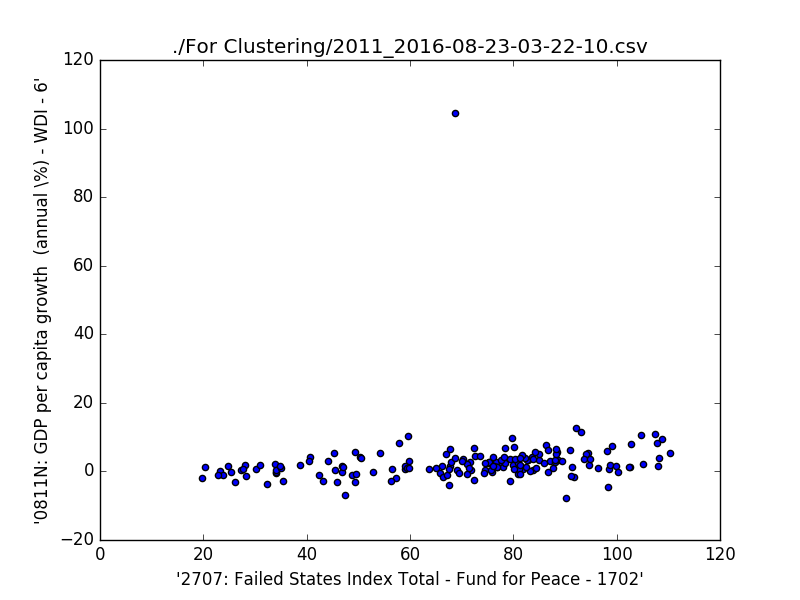 ./For Clustering/2011_2016-08-23-03-22-10.csv
120
100
80
60
40
20
0
−20
0 20 40 60 80 100 120
'0811N: GDP per capita growth  (annual \%) - WDI - 6'
'2707: Failed States Index Total - Fund for Peace - 1702'